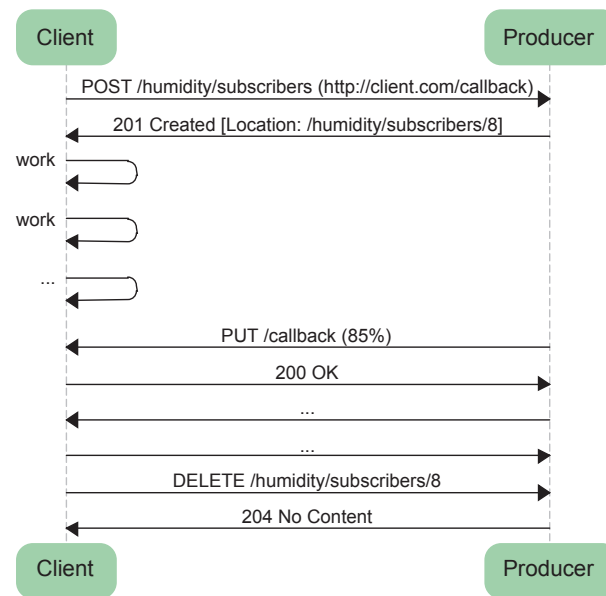 Client
Producer
POST /humidity/subscribers (http://client.com/callback)
201 Created [Location: /humidity/subscribers/8]
work
work
...
PUT /callback (85%)
200 OK
...
...
DELETE /humidity/subscribers/8
204 No Content
Client
Producer